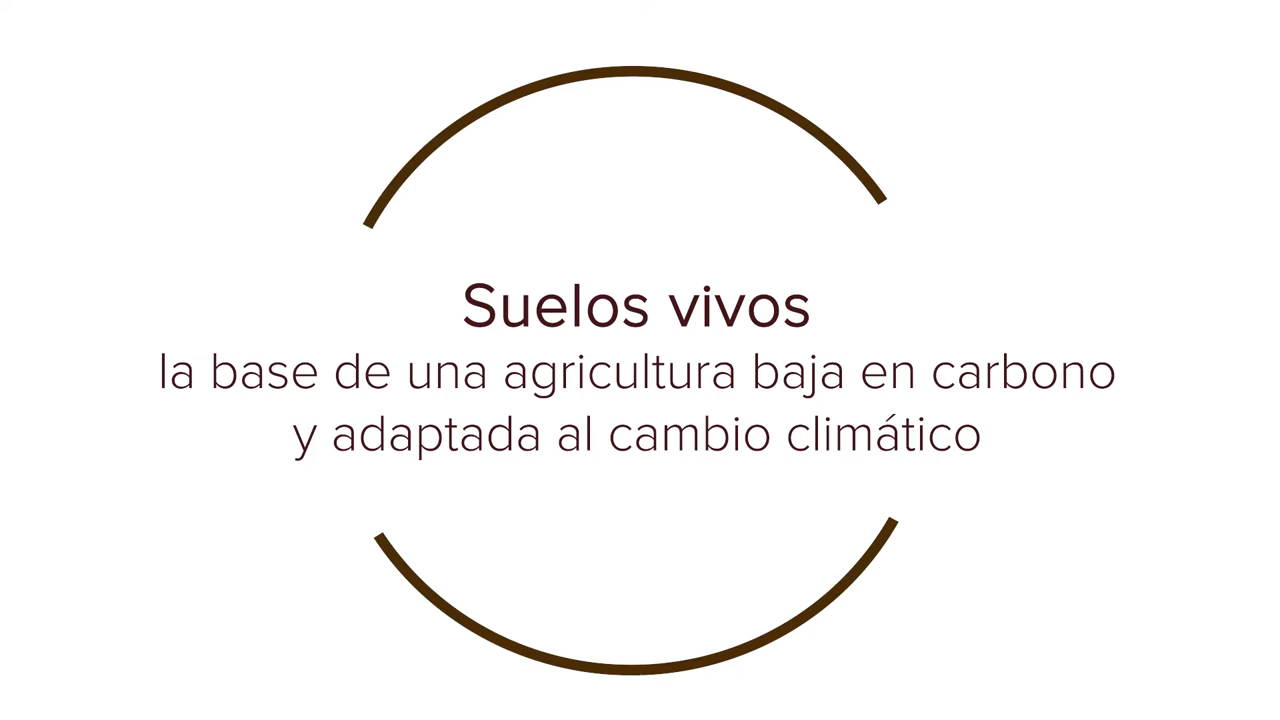 Suelos vivos
la base de una agricultura baja en carbono
y adaptada al cambio climático